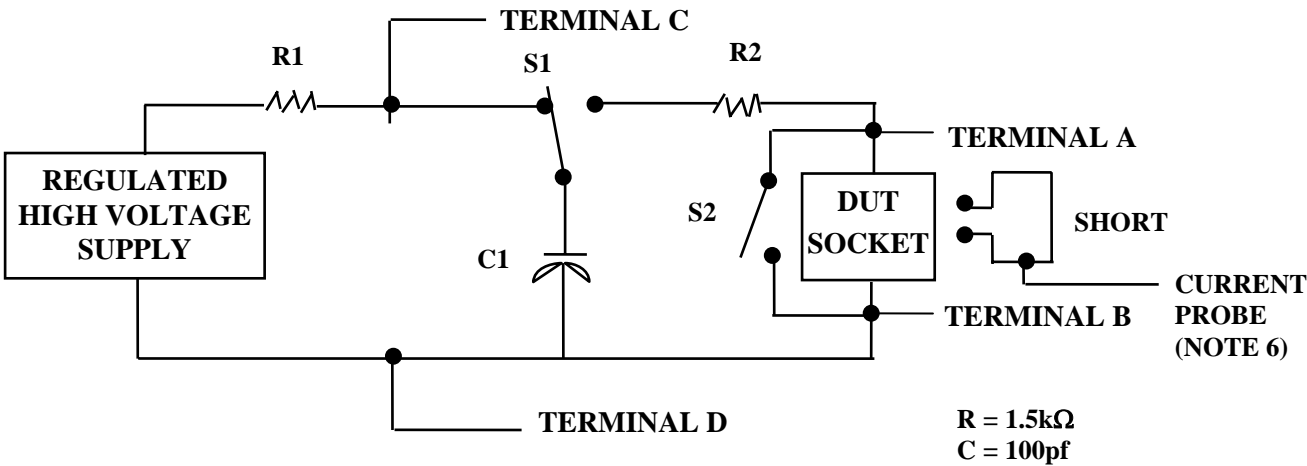 TERMINAL C
R1
S1
R2
TERMINAL A
REGULATED
HIGH VOLTAGE
SUPPLY
S2
DUT
SOCKET
SHORT
C1
CURRENT
PROBE
(NOTE 6)
TERMINAL B
TERMINAL D
R = 1.5kΩ
C = 100pf